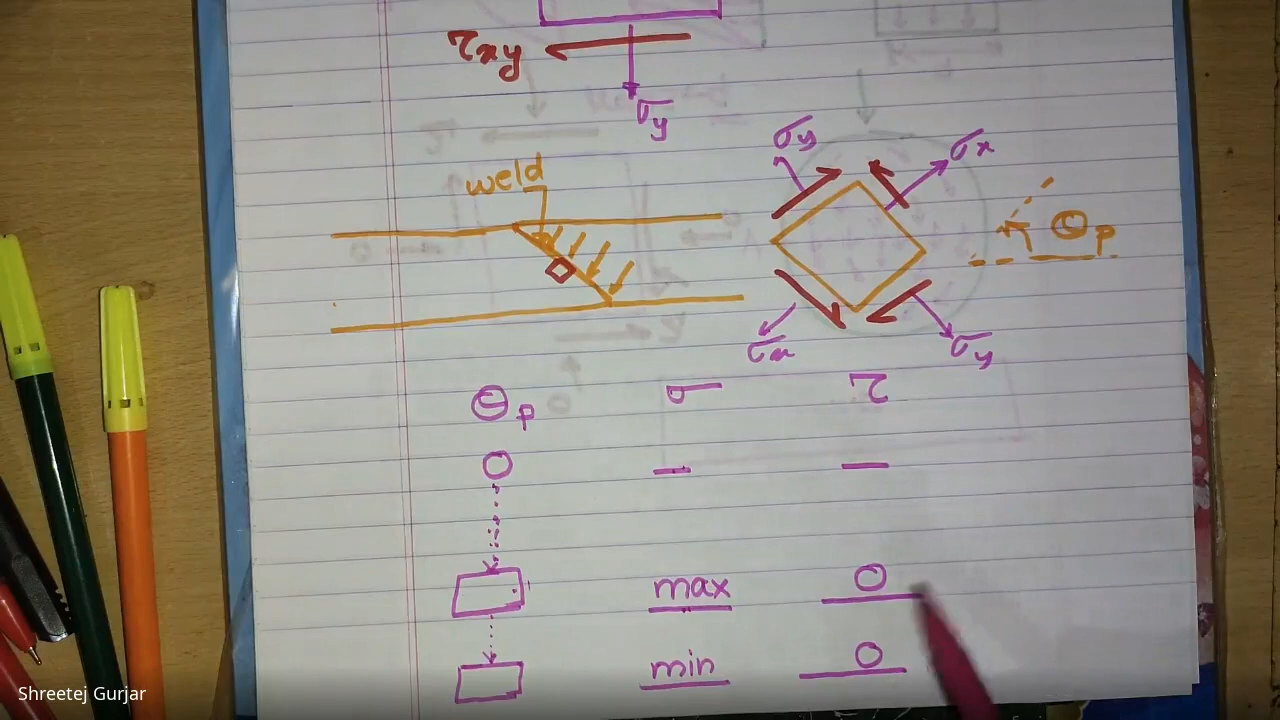 τxy
σy
weld
σy
σx
θp
σx
σy
θp σ τ
0 – –
max 0
min 0
Shreetej Gurjar